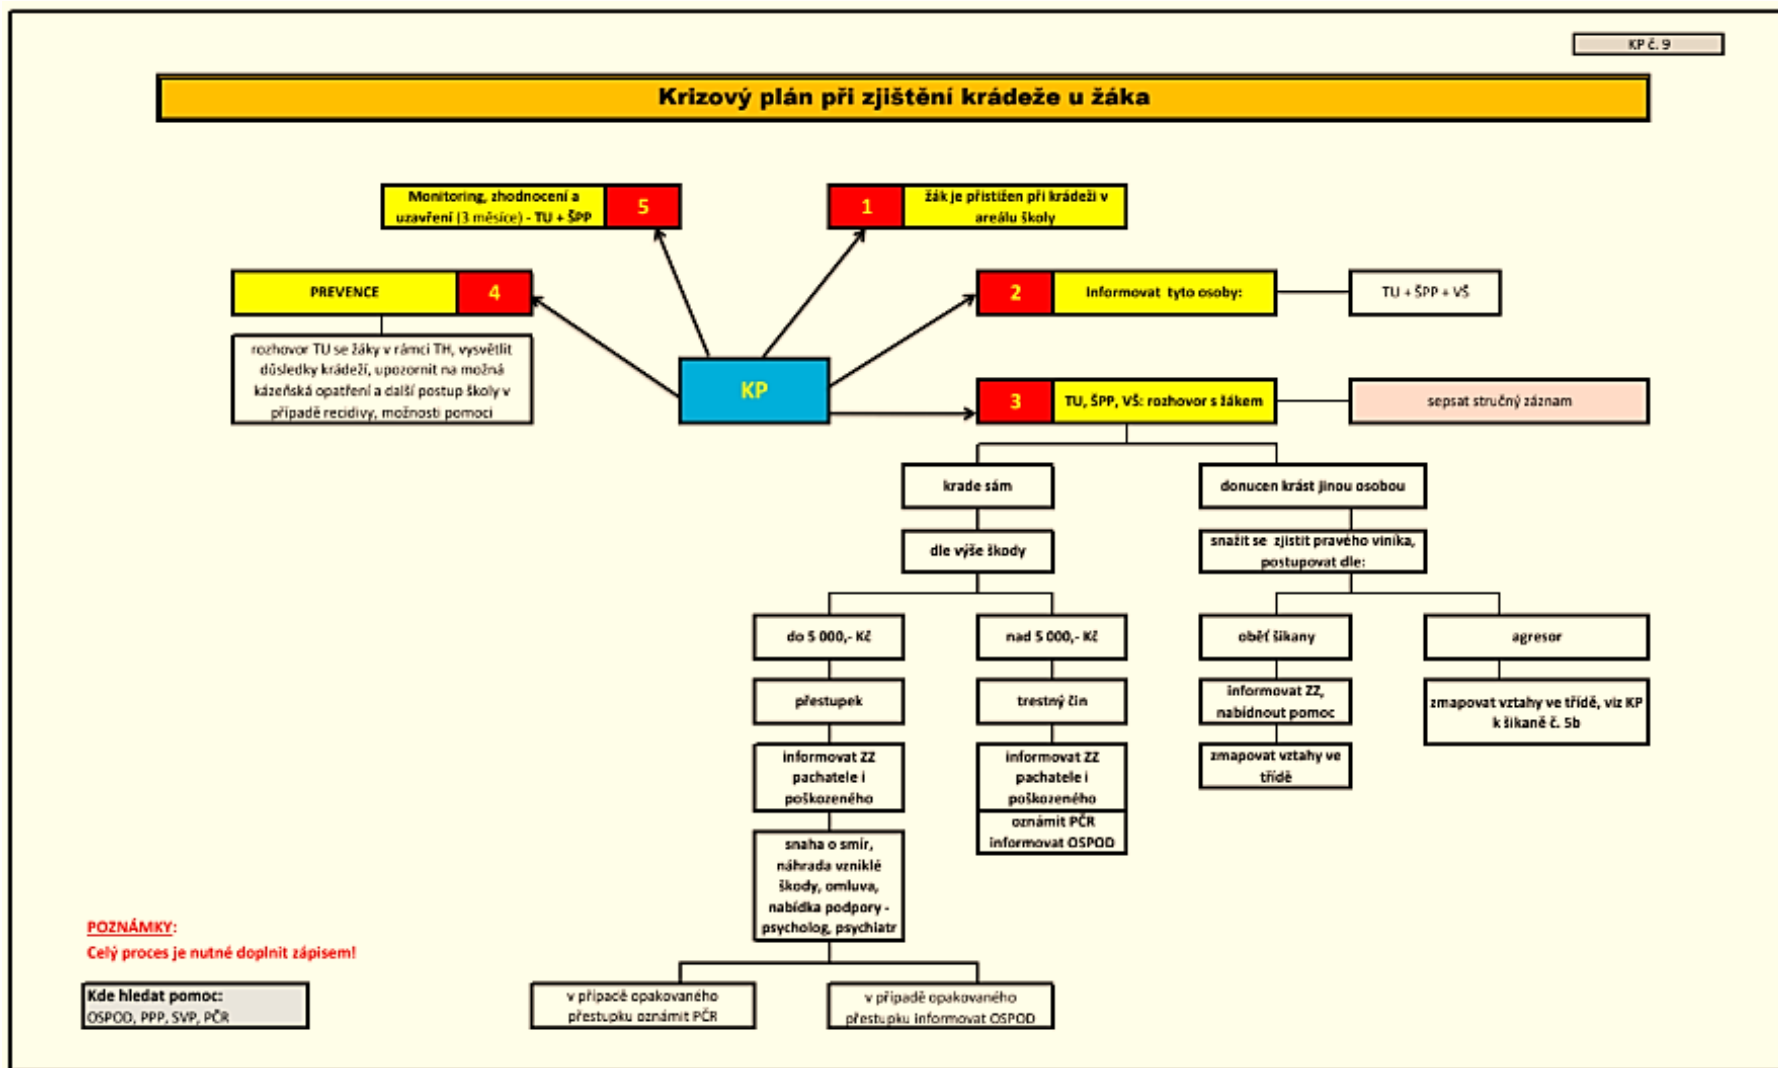 KP č. 9
Krizový plán při zjištění krádeže u žáka
Monitoring, zhodnocení a
uzavření (3 měsíce) - TU + ŠPP
5
1
žák je přistižen při krádeži v
areálu školy
PREVENCE
4
2
Informovat tyto osoby:
TU + ŠPP + VŠ
rozhovor TU se žáky v rámci TH, vysvětlit
důsledky krádeží, upozornit na možná
kázeňská opatření a další postup školy v
případě recidivy, možnosti pomoci
KP
3
TU, ŠPP, VŠ: rozhovor s žákem
sepsat stručný záznam
krade sám
donucen krást jinou osobou
dle výše škody
snažit se zjistit pravého viníka,
postupovat dle:
do 5 000,- Kč
nad 5 000,- Kč
oběť šikany
agresor
přestupek
trestný čin
informovat ZZ,
nabídnout pomoc
zmapovat vztahy ve třídě, viz KP
k šikaně č. 5b
informovat ZZ
pachatele i
poškozeného
informovat ZZ
pachatele i
poškozeného
zmapovat vztahy ve
třídě
oznámit PČR
informovat OSPOD
snaha o smír,
náhrada vzniklé
škody, omluva,
nabídka podpory -
psycholog, psychiatr
POZNÁMKY:
Celý proces je nutné doplnit zápisem!
Kde hledat pomoc:
OSPOD, PPP, SVP, PČR
v případě opakovaného
přestupku oznámit PČR
v případě opakovaného
přestupku informovat OSPOD